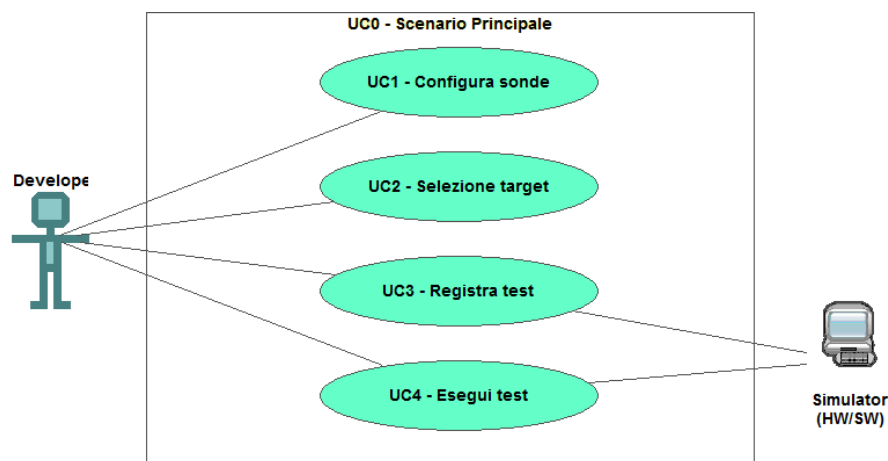 UC0 - Scenario Principale
UC1 - Configura sonde
Develope
UC2 - Selezione target
UC3 - Registra test
UC4 - Esegui test
Simulator
(HW/SW)